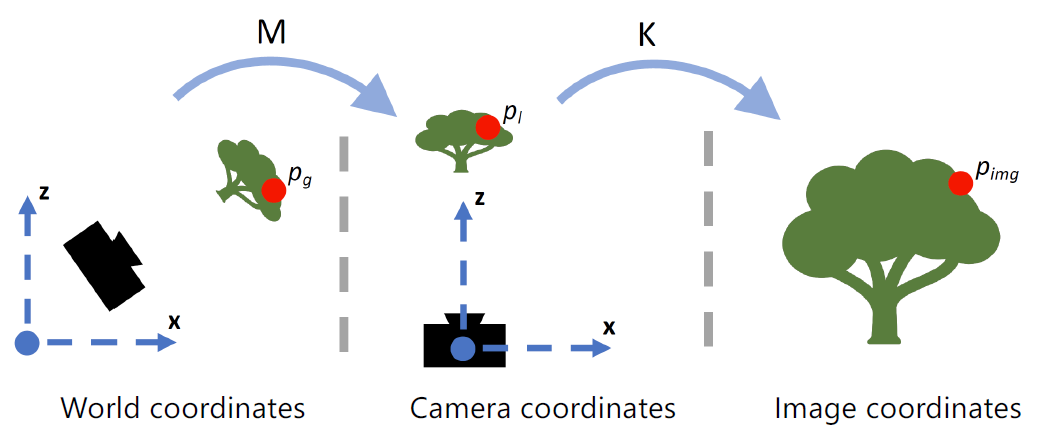 M
K
p_l
p_g
p_img
z
z
x
x
World coordinates
Camera coordinates
Image coordinates